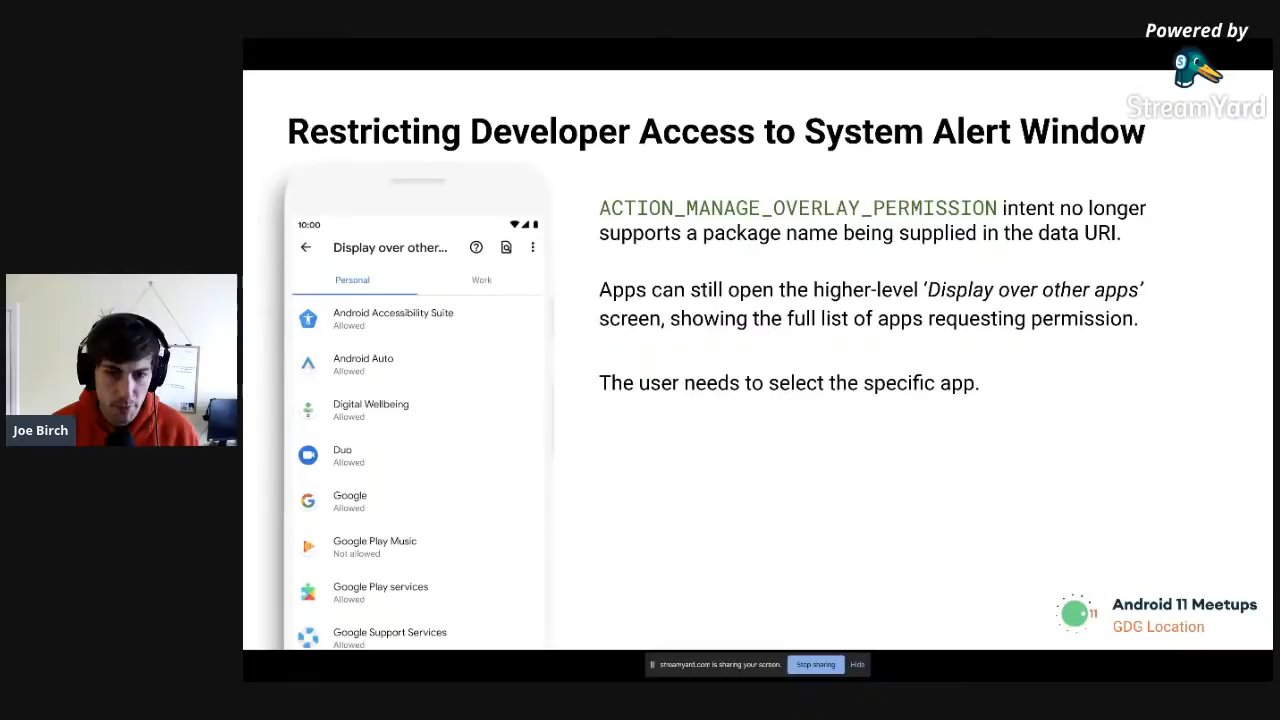 Powered by
StreamYard
Restricting Developer Access to System Alert Window
10:00
Display over other...
Personal
Work
Android Accessibility Suite
Allowed
Android Auto
Allowed
Digital Wellbeing
Allowed
Duo
Allowed
Google
Allowed
Google Play Music
Not allowed
Google Play services
Allowed
Google Support Services
Allowed
ACTION_MANAGE_OVERLAY_PERMISSION intent no longer
supports a package name being supplied in the data URI.
Apps can still open the higher-level ‘Display over other apps’
screen, showing the full list of apps requesting permission.
The user needs to select the specific app.
Joe Birch
11
Android 11 Meetups
GDG Location
streamyard.com is sharing your screen.
Stop sharing
Hide